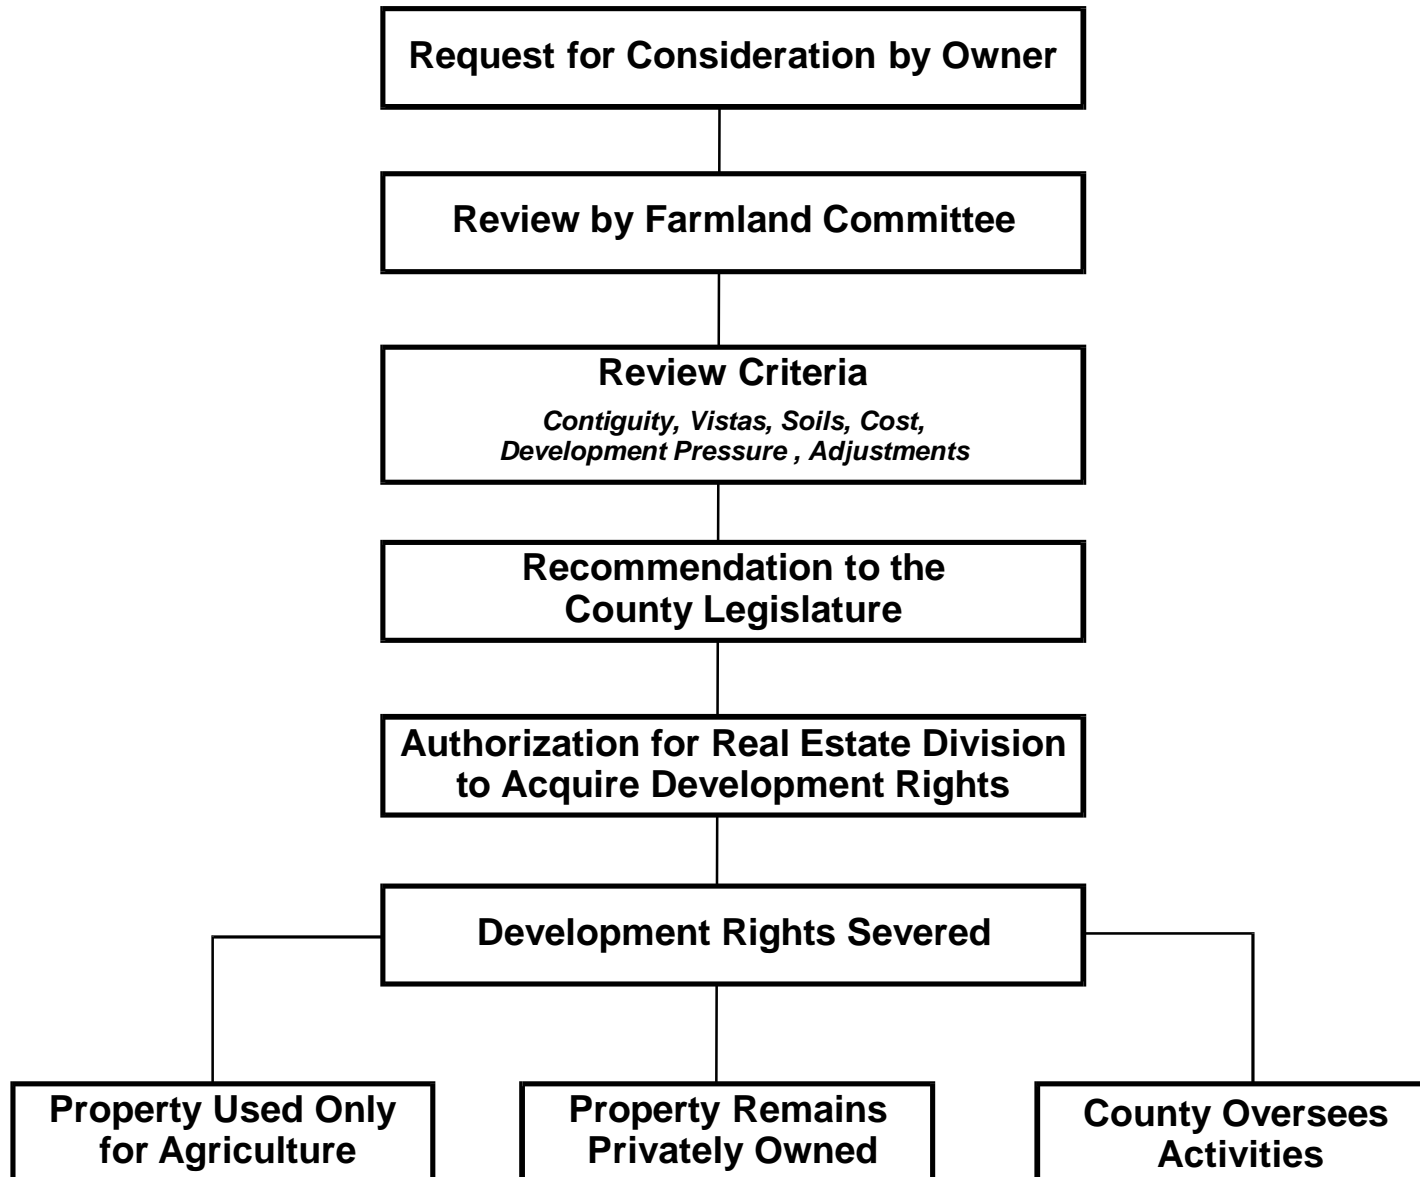 Request for Consideration by Owner
Review by Farmland Committee
Review Criteria
Contiguity, Vistas, Soils, Cost,
Development Pressure , Adjustments
Recommendation to the
County Legislature
Authorization for Real Estate Division
to Acquire Development Rights
Development Rights Severed
Property Used Only
for Agriculture
Property Remains
Privately Owned
County Oversees
Activities